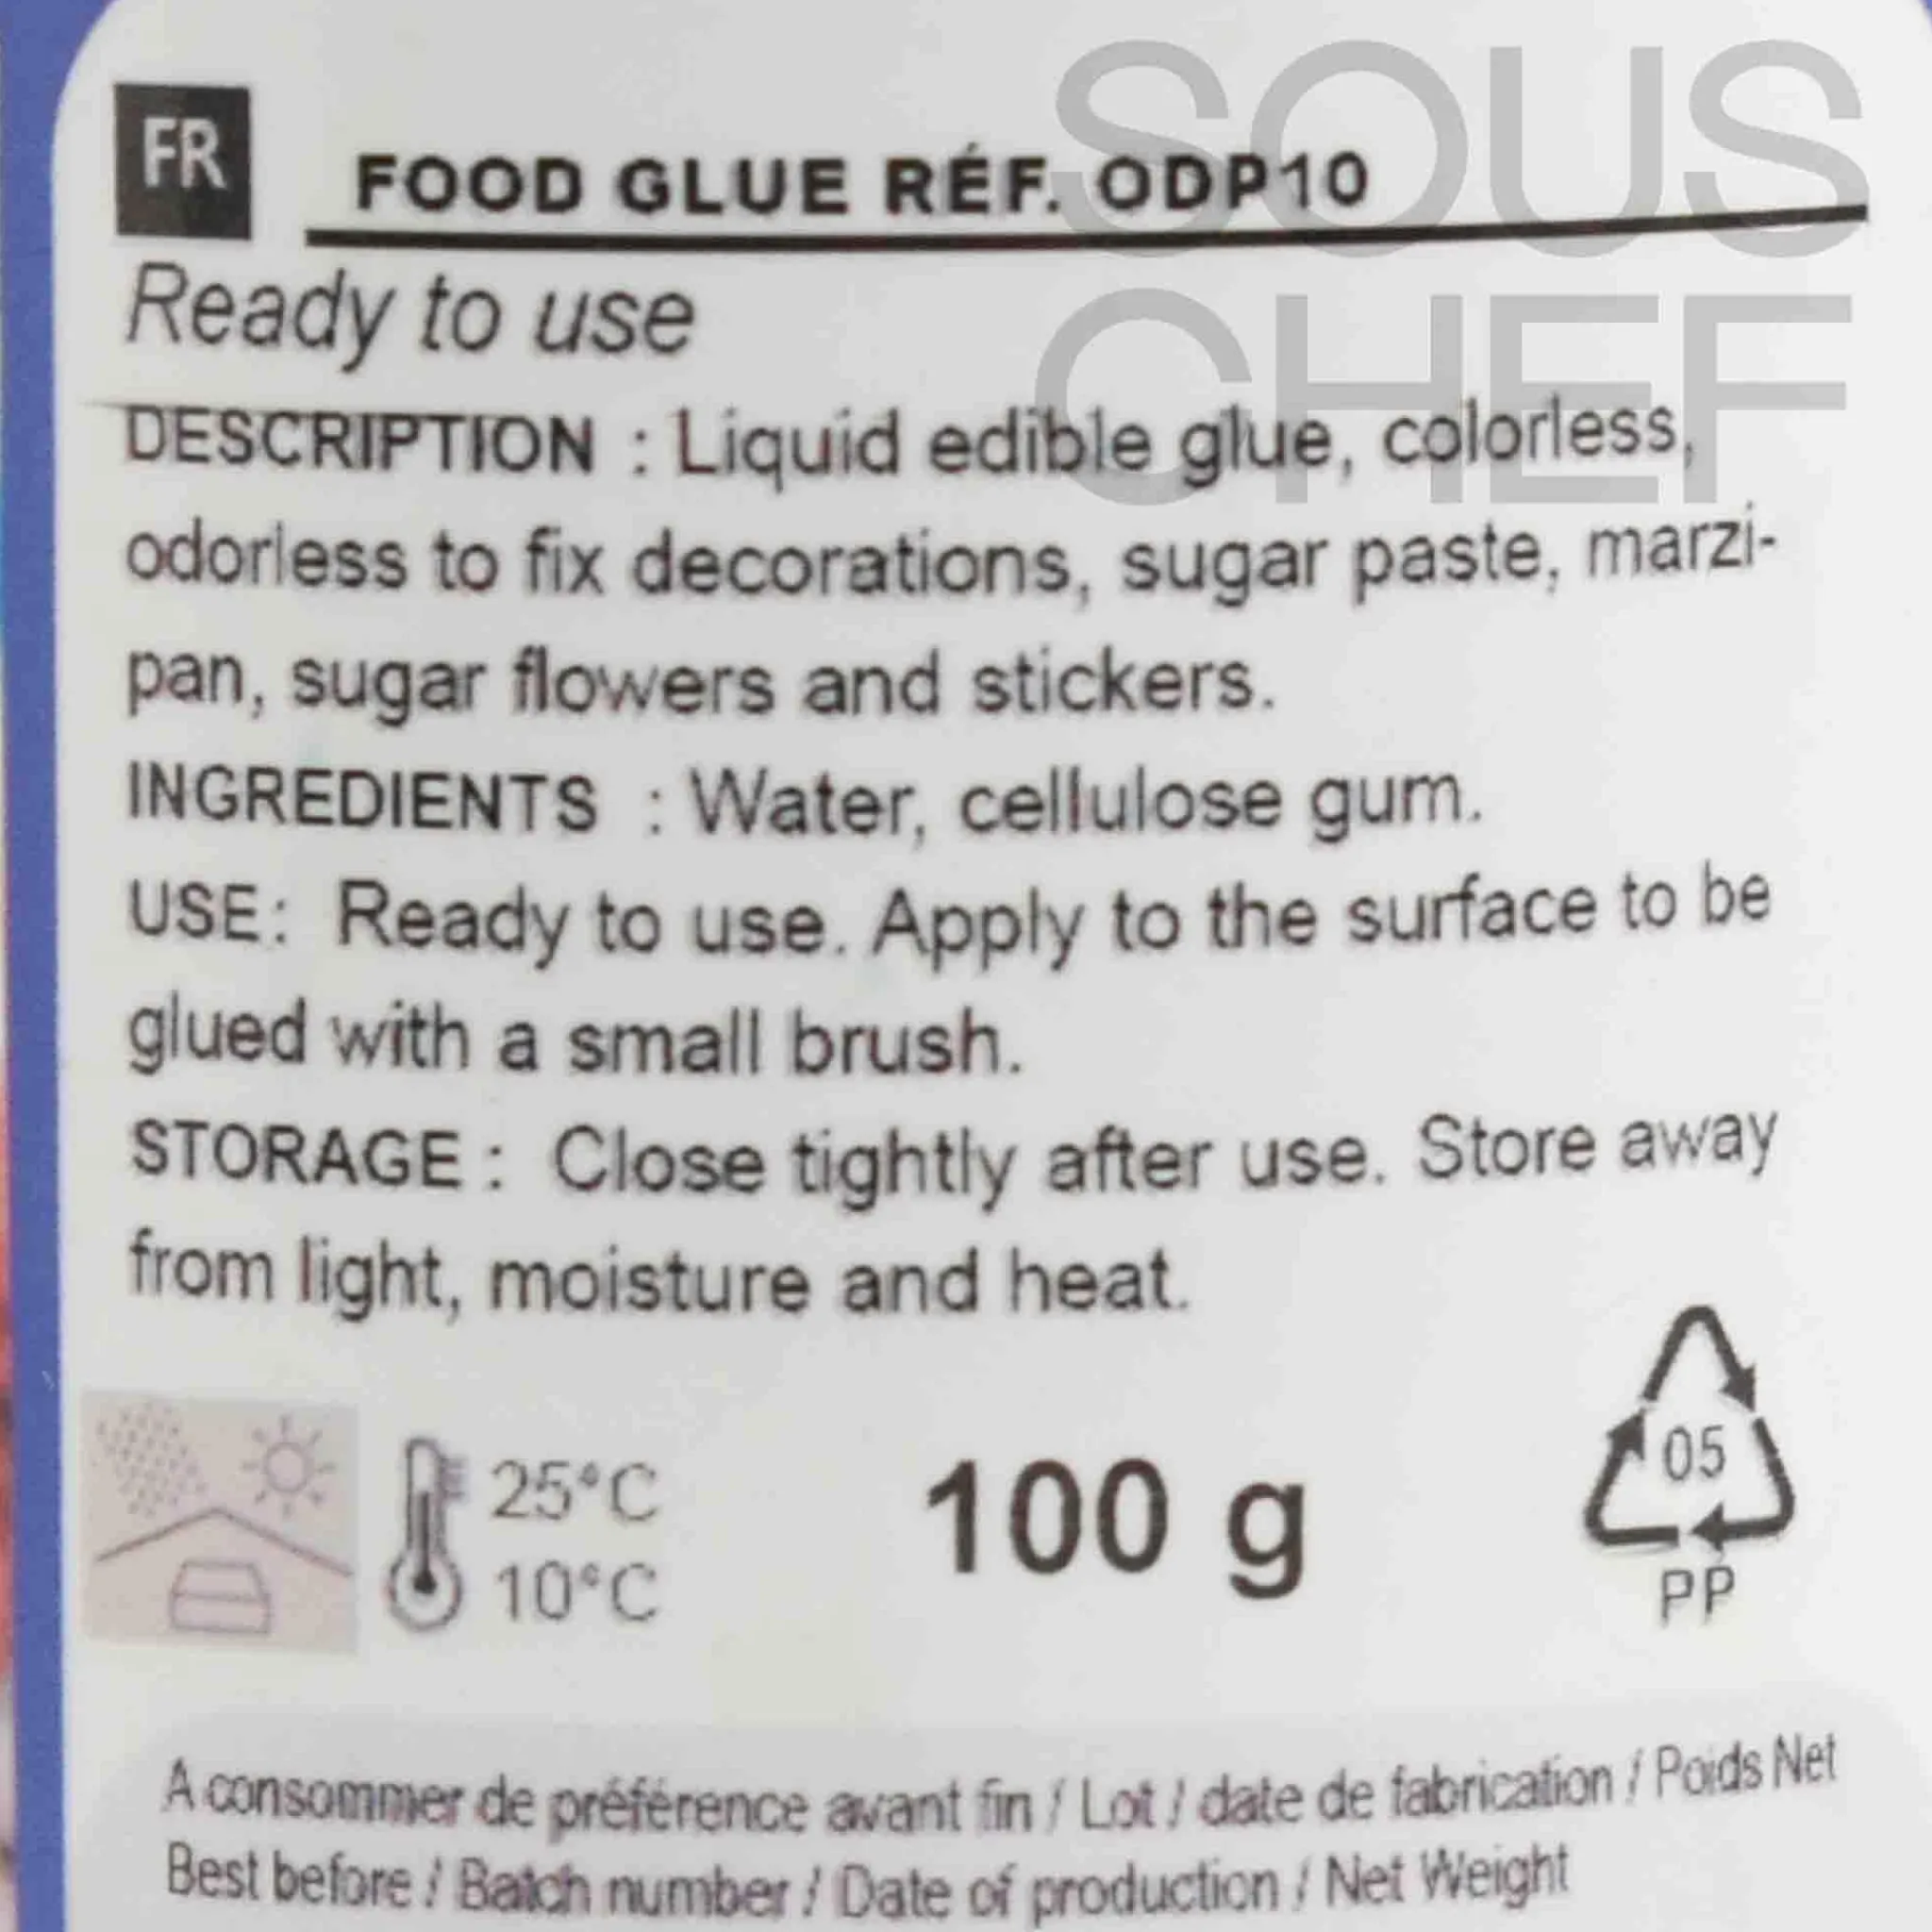 SOUS
CHEF
FR
FOOD GLUE RÉF. ODP10
Ready to use
DESCRIPTION : Liquid edible glue, colorless,
odorless to fix decorations, sugar paste, marzi-
pan, sugar flowers and stickers.
INGREDIENTS : Water, cellulose gum.
USE: Ready to use. Apply to the surface to be
glued with a small brush.
STORAGE : Close tightly after use. Store away
from light, moisture and heat.
25°C
10°C
100 g
05
PP
A consommer de préférence avant fin / Lot / date de fabrication / Poids Net
Best before / Batch number / Date of production / Net Weight